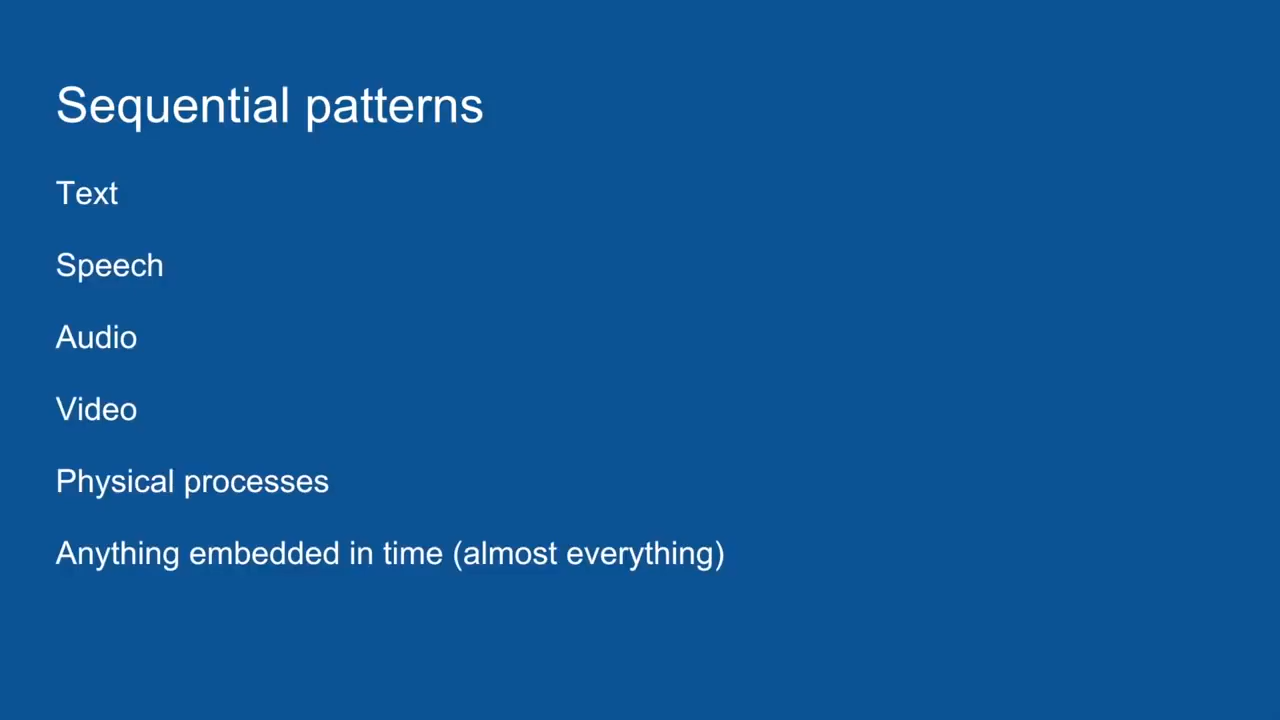 Sequential patterns
Text
Speech
Audio
Video
Physical processes
Anything embedded in time (almost everything)